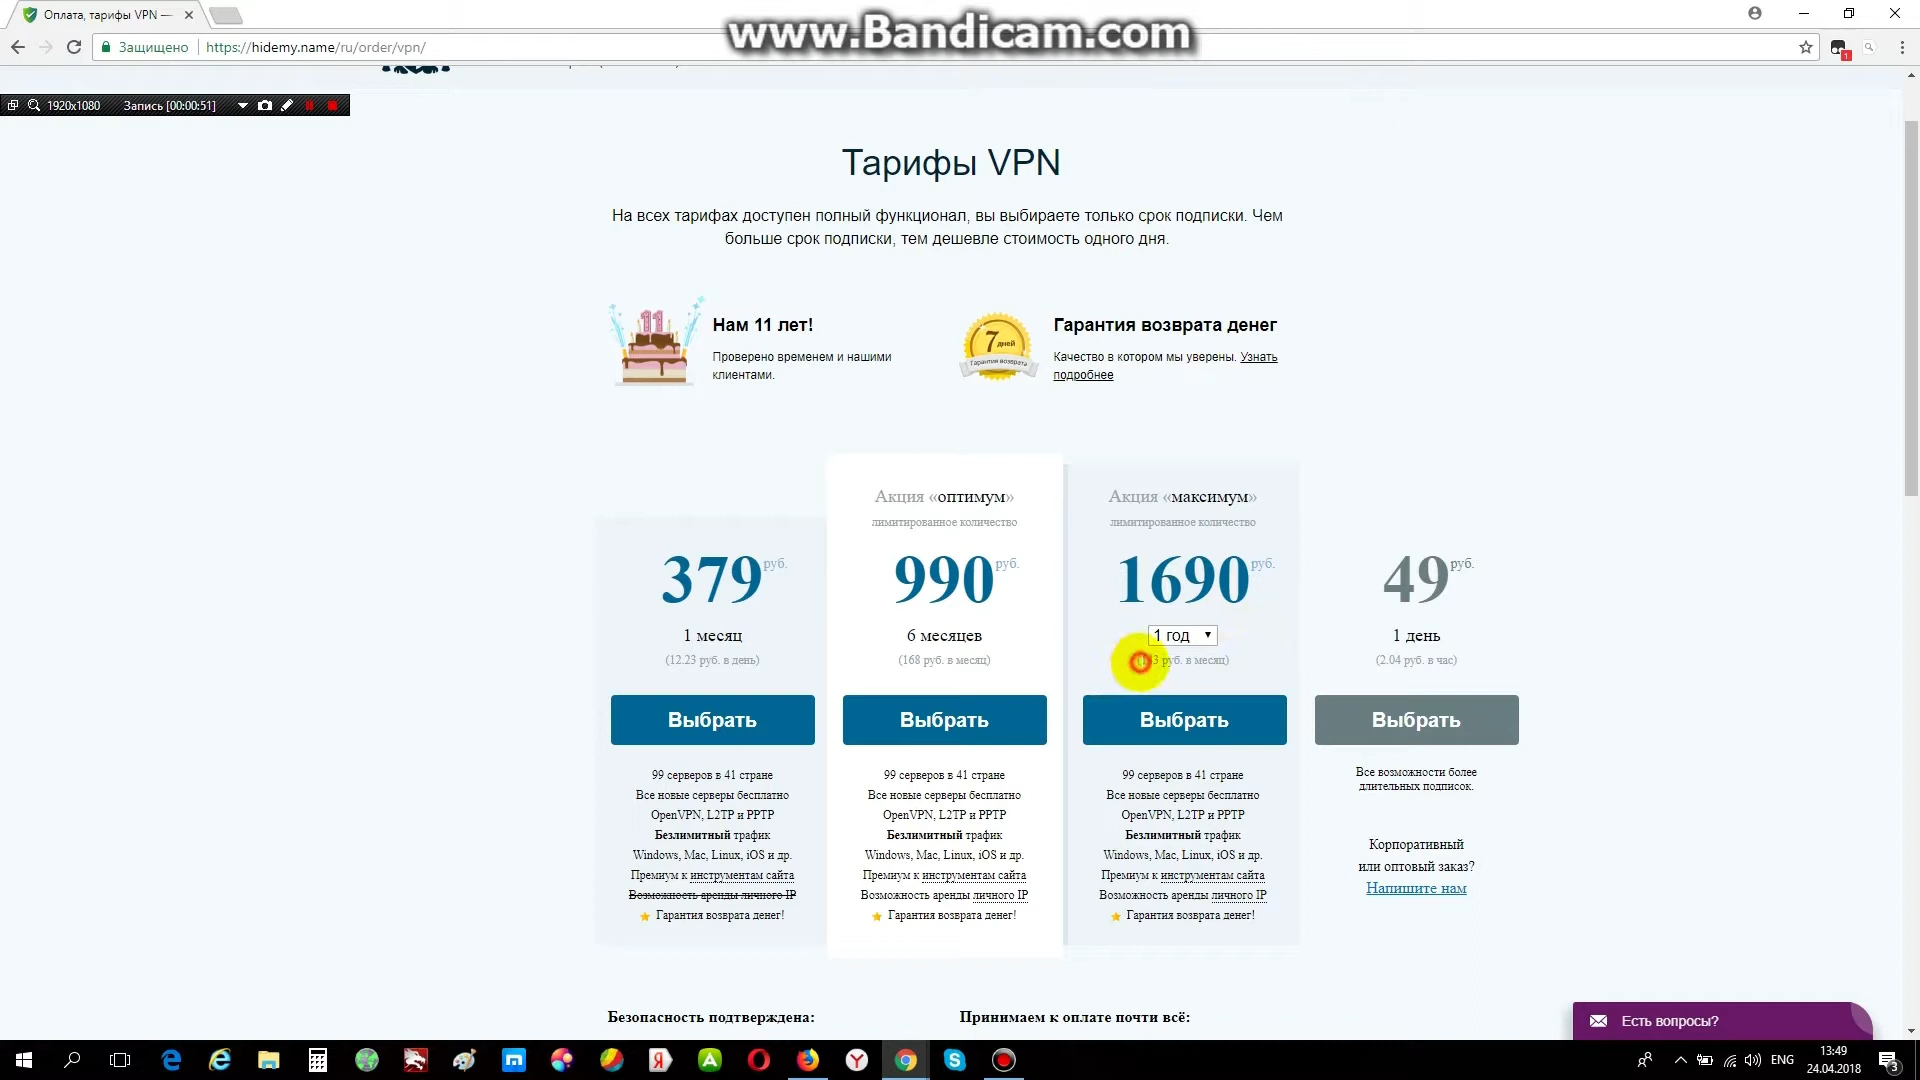 Оплата, тарифы VPN —
www.Bandicam.com
Защищено
https://hidemy.name/ru/order/vpn/
1
1920x1080
Запись [00:00:51]
Тарифы VPN
На всех тарифах доступен полный функционал, вы выбираете только срок подписки. Чем
больше срок подписки, тем дешевле стоимость одного дня.
11
Нам 11 лет!
Проверено временем и нашими
клиентами.
7 дней
Гарантия возврата
Гарантия возврата денег
Качество в котором мы уверены. Узнать
подробнее
379 руб.
1 месяц
(12.23 руб. в день)
Выбрать
99 серверов в 41 стране
Все новые серверы бесплатно
OpenVPN, L2TP и PPTP
Безлимитный трафик
Windows, Mac, Linux, iOS и др.
Премиум к инструментам сайта
Возможность аренды личного IP
Гарантия возврата денег!
Акция «оптимум»
лимитированное количество
990 руб.
6 месяцев
(168 руб. в месяц)
Выбрать
99 серверов в 41 стране
Все новые серверы бесплатно
OpenVPN, L2TP и PPTP
Безлимитный трафик
Windows, Mac, Linux, iOS и др.
Премиум к инструментам сайта
Возможность аренды личного IP
Гарантия возврата денег!
Акция «максимум»
лимитированное количество
1690 руб.
1 год
руб. в месяц)
Выбрать
99 серверов в 41 стране
Все новые серверы бесплатно
OpenVPN, L2TP и PPTP
Безлимитный трафик
Windows, Mac, Linux, iOS и др.
Премиум к инструментам сайта
Возможность аренды личного IP
Гарантия возврата денег!
49 руб.
1 день
(2.04 руб. в час)
Выбрать
Все возможности более
длительных подписок.
Корпоративный
или оптовый заказ?
Напишите нам
Безопасность подтверждена:
Принимаем к оплате почти всё:
Есть вопросы?
ENG
13:49
24.04.2018
3